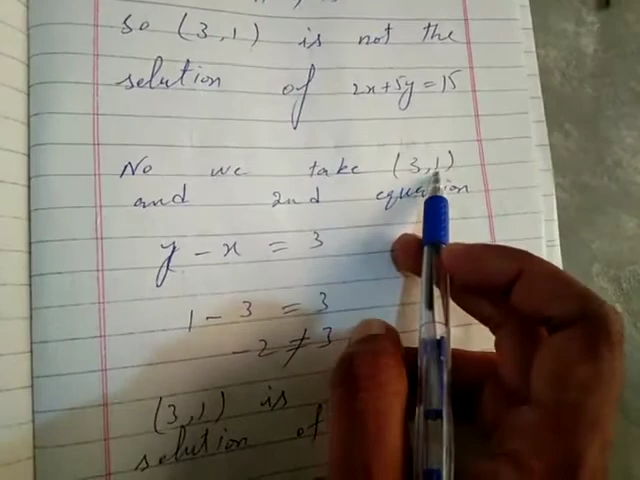 so (3,1) is not the
solution of 2x+5y=15
No we take (3,1)
and 2nd equation
y - x = 3
1 - 3 = 3
-2 ≠ 3
(3,1) is
solution of